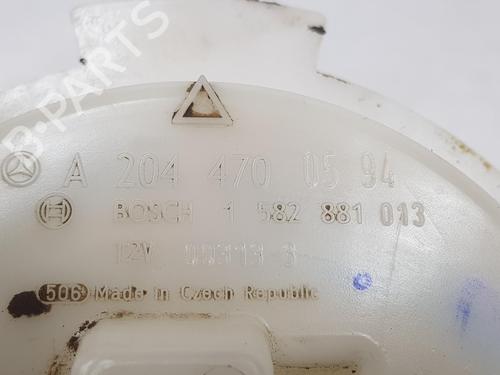 B-PARTS
A 204 470 05 94
BOSCH 1 582 881 013
12V
506 Made in Czech Republic